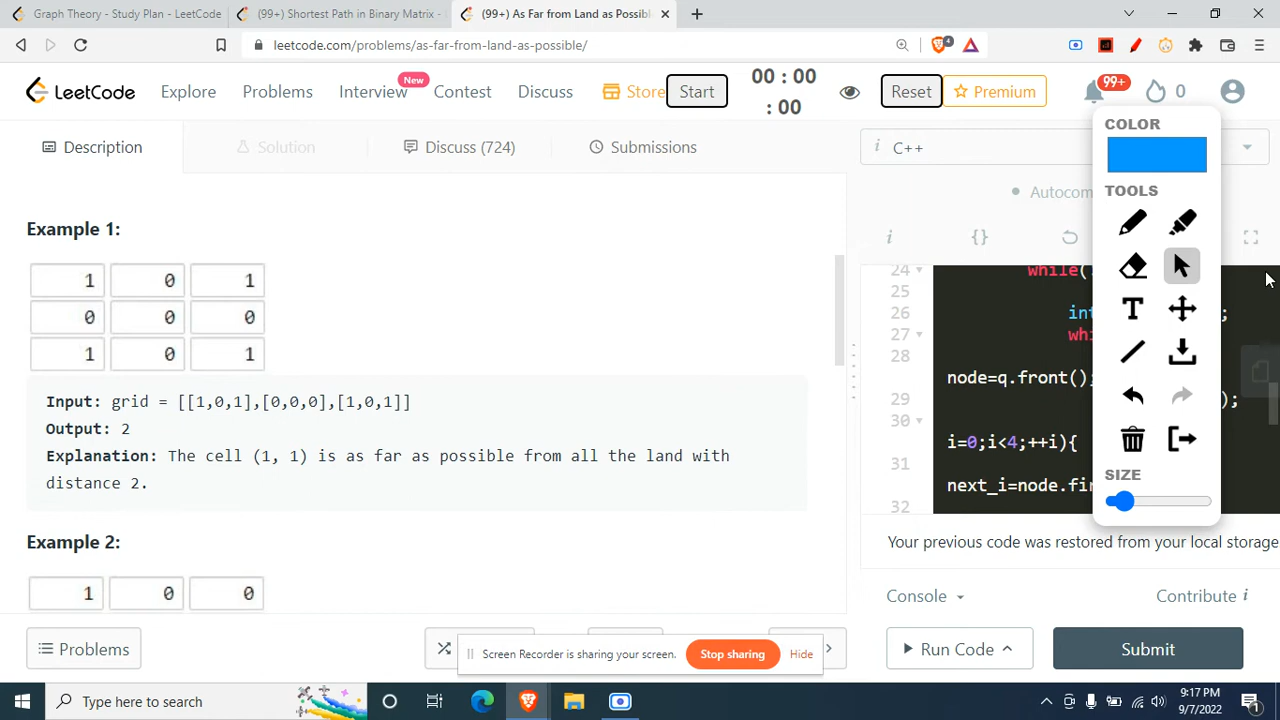 Graph Theory - Study Plan - LeetCode
(99+) Shortest Path in Binary Matrix -
(99+) As Far from Land as Possible
leetcode.com/problems/as-far-from-land-as-possible/
4
LeetCode
Explore
Problems
Interview
New
Contest
Discuss
Store
Start
00 : 00
: 00
Reset
Premium
99+
0
Description
Solution
Discuss (724)
Submissions
i C++
Autocom
i
{}
COLOR
TOOLS
T
SIZE
Example 1:
1 0 1
0 0 0
1 0 1
Input: grid = [[1,0,1],[0,0,0],[1,0,1]]
Output: 2
Explanation: The cell (1, 1) is as far as possible from all the land with
distance 2.
Example 2:
1 0 0
24 while(
25
26 int ;
27 whi
28
node=q.front();
29 );
30
i=0;i<4;++i){
31
next_i=node.fir
32
Your previous code was restored from your local storage
Console
Contribute i
Problems
Screen Recorder is sharing your screen.
Stop sharing
Hide
Run Code
Submit
Type here to search
9:17 PM
9/7/2022
1